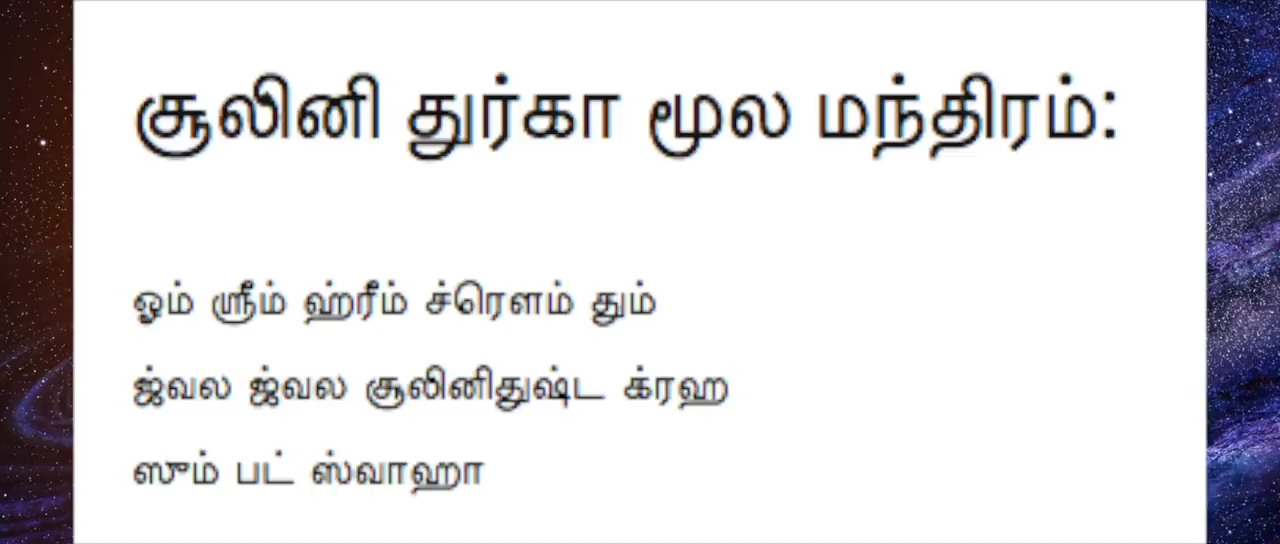 சூலினி துர்கா மூல மந்திரம்:
ஓம் ஸ்ரீம் ஹ்ரீம் ச்ரௌம் தும்
ஜ்வல ஜ்வல சூலினிதுஷ்ட க்ரஹ
ஸும் பட் ஸ்வாஹா